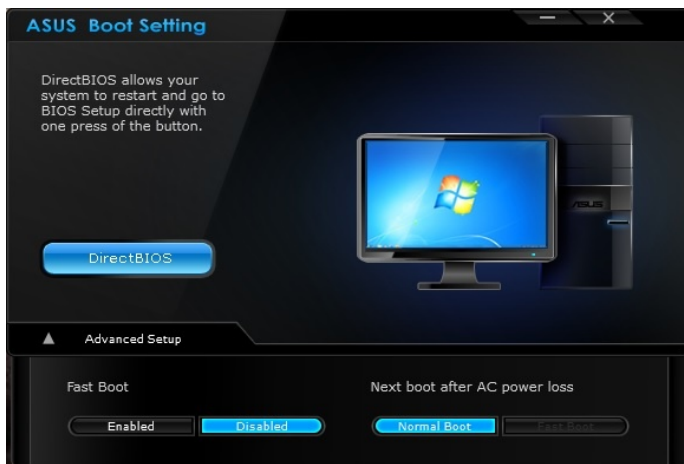 ASUS Boot Setting
DirectBIOS allows your
system to restart and go to
BIOS Setup directly with
one press of the button.
ASUS
DirectBIOS
Advanced Setup
Fast Boot
Next boot after AC power loss
Enabled Disabled
Normal Boot Fast Boot